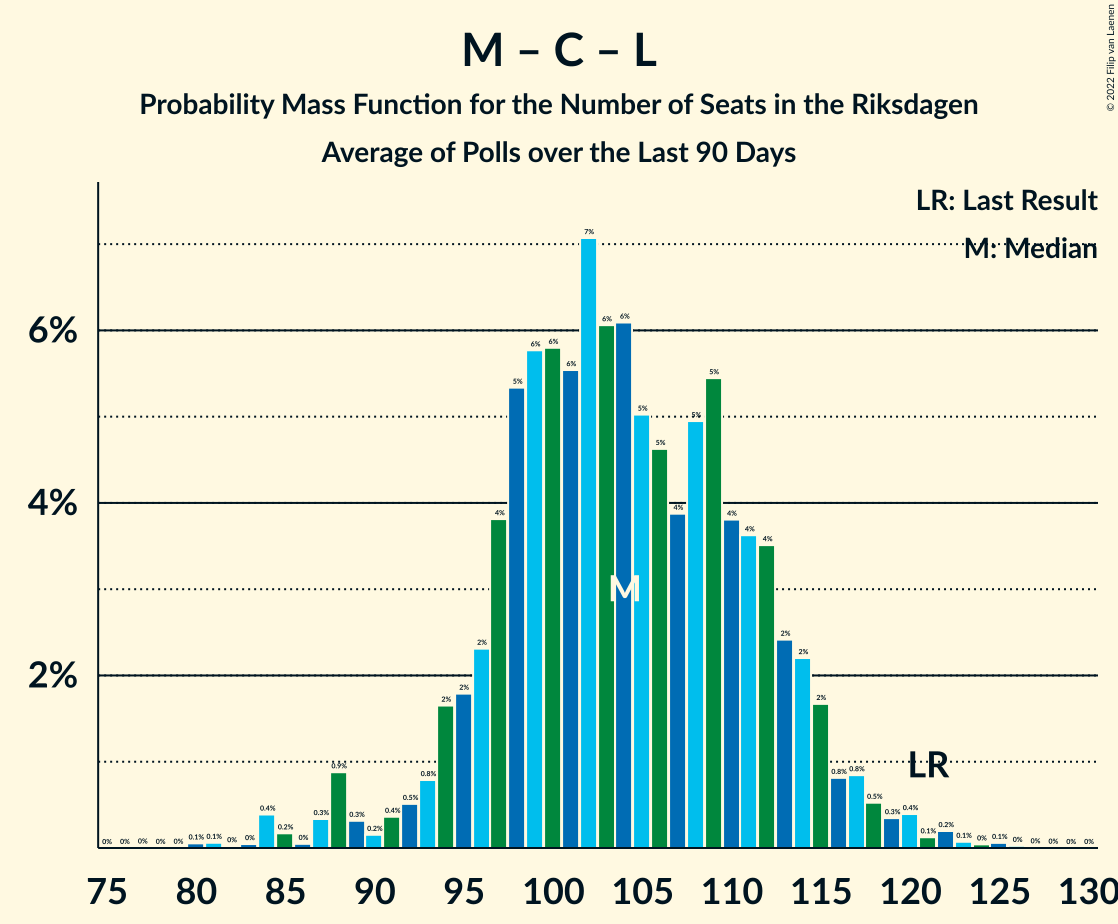 M – C – L
Probability Mass Function for the Number of Seats in the Riksdagen
Average of Polls over the Last 90 Days
© 2022 Filip van Laenen
LR: Last Result
M: Median
6%
4%
2%
0% 0% 0% 0% 0% 0.1% 0.1% 0% 0% 0.4% 0.2% 0% 0.3% 0.9% 0.3% 0.2% 0.4% 0.5% 0.8% 2% 2% 2% 4% 5% 6% 6% 6% 7% 6% 6% 5% 5% 4% 5% 5% 4% 4% 4% 2% 2% 2% 0.8% 0.8% 0.5% 0.3% 0.4% 0.1% 0.2% 0.1% 0% 0.1% 0% 0% 0% 0% 0%
M
LR
75 80 85 90 95 100 105 110 115 120 125 130